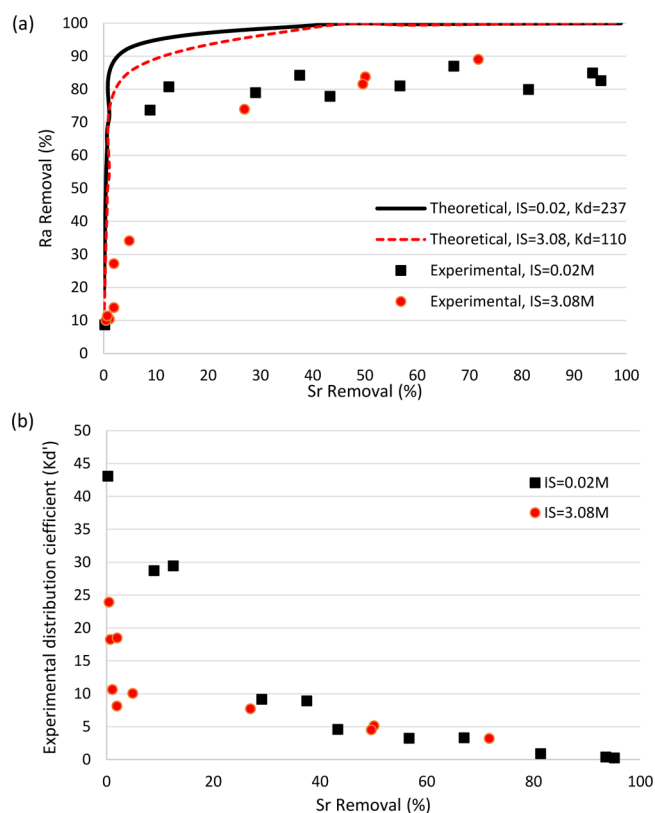 (a)
100
90
80
70
60
50
40
30
20
10
0
Ra Removal (%)
Theoretical, IS=0.02, Kd=237
Theoretical, IS=3.08, Kd=110
Experimental, IS=0.02M
Experimental, IS=3.08M
0 10 20 30 40 50 60 70 80 90 100
Sr Removal (%)
(b)
50
45
40
35
30
25
20
15
10
5
0
Experimental distribution ciefficient (Kd')
IS=0.02M
IS=3.08M
0 20 40 60 80 100
Sr Removal (%)